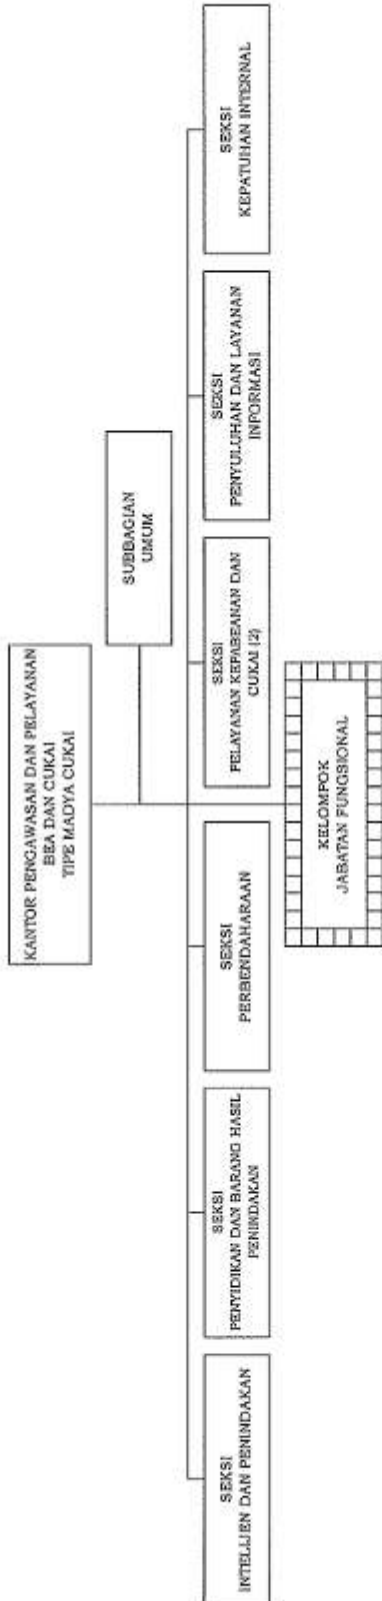 KANTOR PENGAWASAN DAN PELAYANAN
BEA DAN CUKAI
TIPE MADYA CUKAI
SUBBAGIAN
UMUM
SEKSI
INTELIJEN DAN PENINDAKAN
SEKSI
PENYIDIKAN DAN BARANG HASIL
PENINDAKAN
SEKSI
PERBENDAHARAAN
SEKSI
PELAYANAN KEPABEANAN DAN
CUKAI (2)
SEKSI
PENYULUHAN DAN LAYANAN
INFORMASI
SEKSI
KEPATUHAN INTERNAL
KELOMPOK
JABATAN FUNGSIONAL